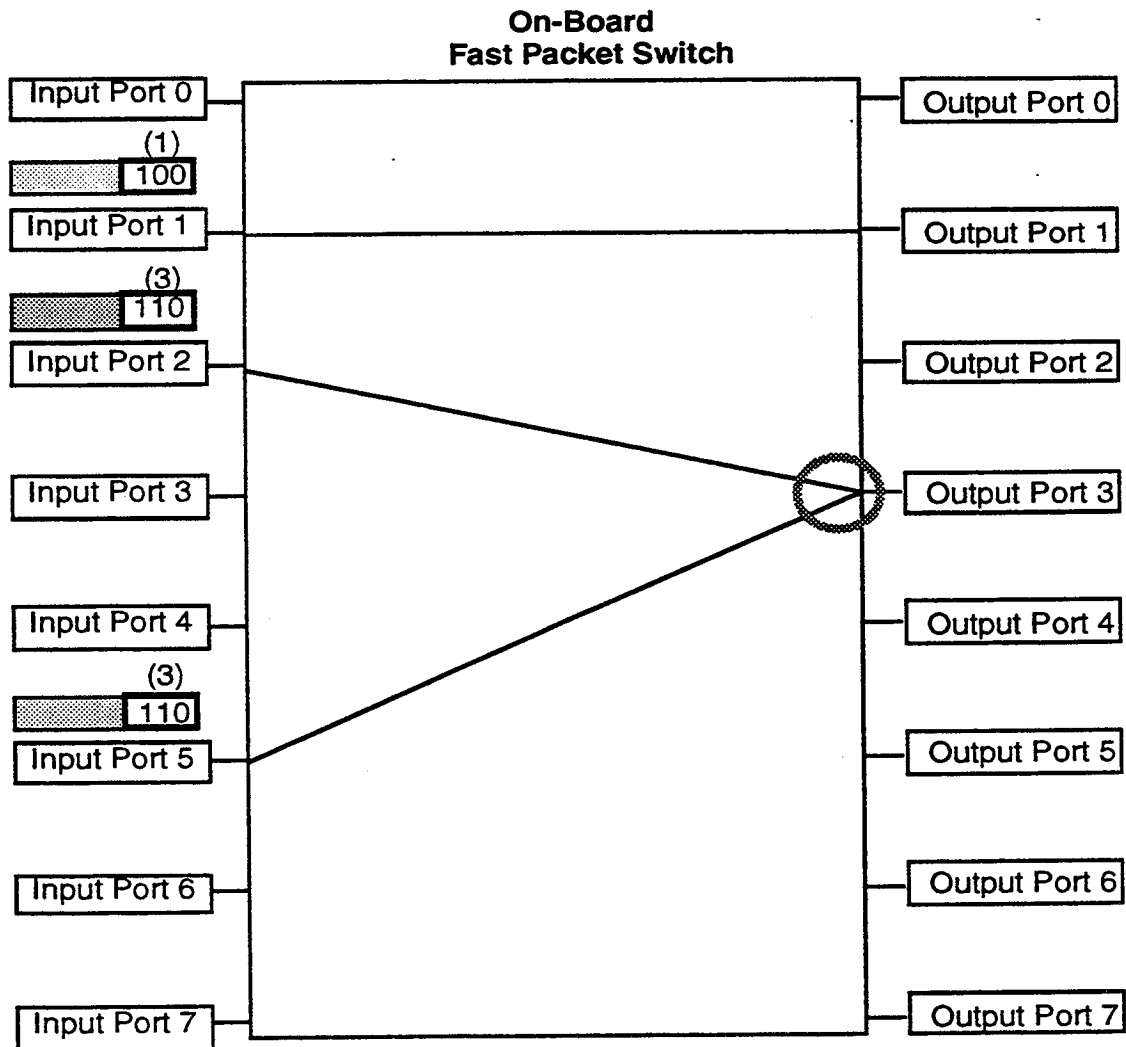 On-Board
Fast Packet Switch
Input Port 0
Output Port 0
(1)
100
Input Port 1
Output Port 1
(3)
110
Input Port 2
Output Port 2
Input Port 3
Output Port 3
Input Port 4
Output Port 4
(3)
110
Input Port 5
Output Port 5
Input Port 6
Output Port 6
Input Port 7
Output Port 7